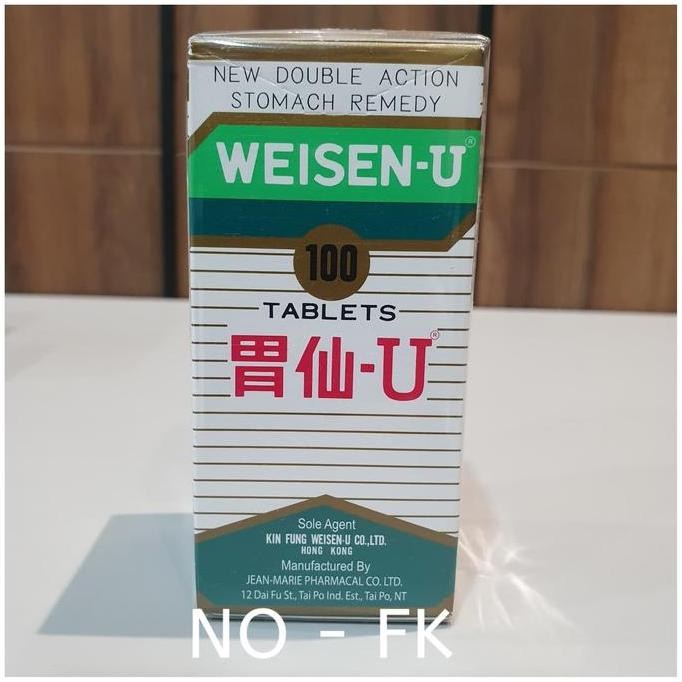 NEW DOUBLE ACTION
STOMACH REMEDY
WEISEN-U®
100
TABLETS
胃仙-U®
Sole Agent
KIN FUNG WEISEN-U CO.,LTD.
HONG KONG
Manufactured By
JEAN-MARIE PHARMACAL CO. LTD.
12 Dai Fu St., Tai Po Ind. Est., Tai Po, NT
NO - FK